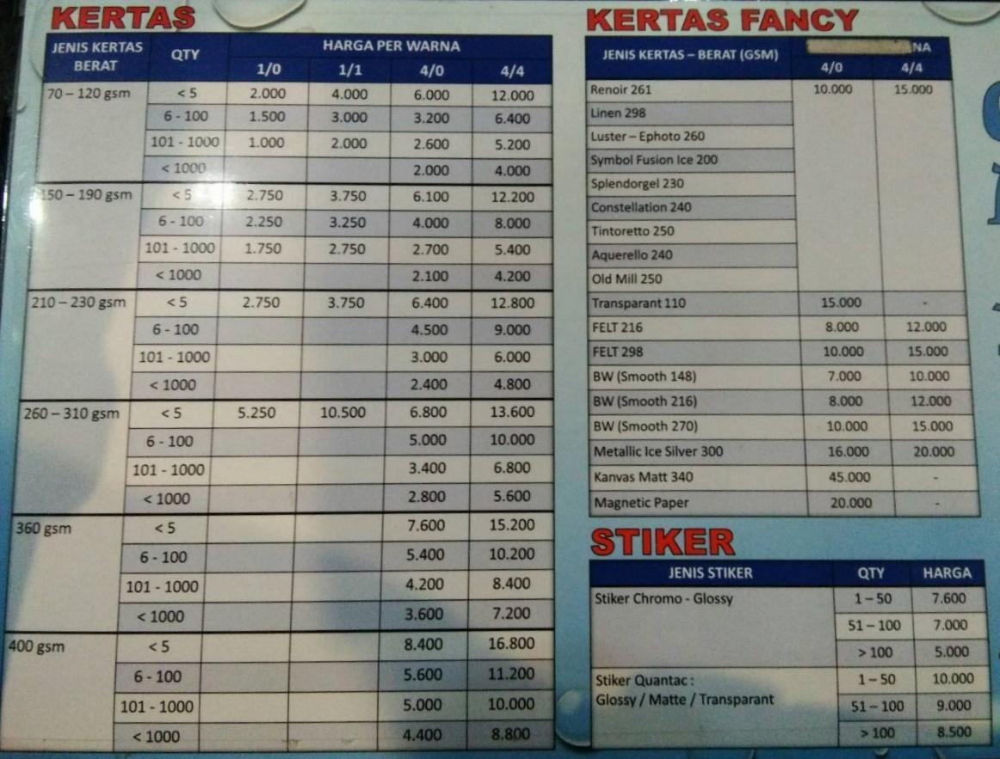 KERTAS
JENIS KERTAS BERAT QTY HARGA PER WARNA
1/0 1/1 4/0 4/4
70 – 120 gsm < 5 2.000 4.000 6.000 12.000
6 - 100 1.500 3.000 3.200 6.400
101 - 1000 1.000 2.000 2.600 5.200
< 1000 2.000 4.000
150 – 190 gsm < 5 2.750 3.750 6.100 12.200
6 - 100 2.250 3.250 4.000 8.000
101 - 1000 1.750 2.750 2.700 5.400
< 1000 2.100 4.200
210 – 230 gsm < 5 2.750 3.750 6.400 12.800
6 - 100 4.500 9.000
101 - 1000 3.000 6.000
< 1000 2.400 4.800
260 – 310 gsm < 5 5.250 10.500 6.800 13.600
6 - 100 5.000 10.000
101 - 1000 3.400 6.800
< 1000 2.800 5.600
360 gsm < 5 7.600 15.200
6 - 100 5.400 10.200
101 - 1000 4.200 8.400
< 1000 3.600 7.200
400 gsm < 5 8.400 16.800
6 - 100 5.600 11.200
101 - 1000 5.000 10.000
< 1000 4.400 8.800
KERTAS FANCY
JENIS KERTAS – BERAT (GSM) NA
4/0 4/4
Renoir 261 10.000 15.000
Linen 298
Luster – Ephoto 260
Symbol Fusion Ice 200
Splendorgel 230
Constellation 240
Tintoretto 250
Aquerello 240
Old Mill 250
Transparant 110 15.000 -
FELT 216 8.000 12.000
FELT 298 10.000 15.000
BW (Smooth 148) 7.000 10.000
BW (Smooth 216) 8.000 12.000
BW (Smooth 270) 10.000 15.000
Metallic Ice Silver 300 16.000 20.000
Kanvas Matt 340 45.000 -
Magnetic Paper 20.000 -
STIKER
JENIS STIKER QTY HARGA
Stiker Chromo - Glossy 1 – 50 7.600
51 – 100 7.000
> 100 5.000
Stiker Quantac : 1 – 50 10.000
Glossy / Matte / Transparant 51 – 100 9.000
> 100 8.500